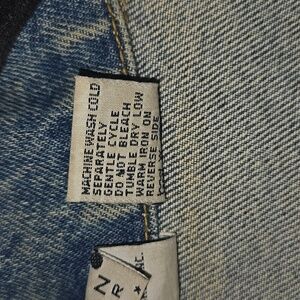 MACHINE WASH COLD
SEPARATELY
GENTLE CYCLE
DO NOT BLEACH
TUMBLE DRY LOW
WARM IRON ON
REVERSE SIDE
N
R